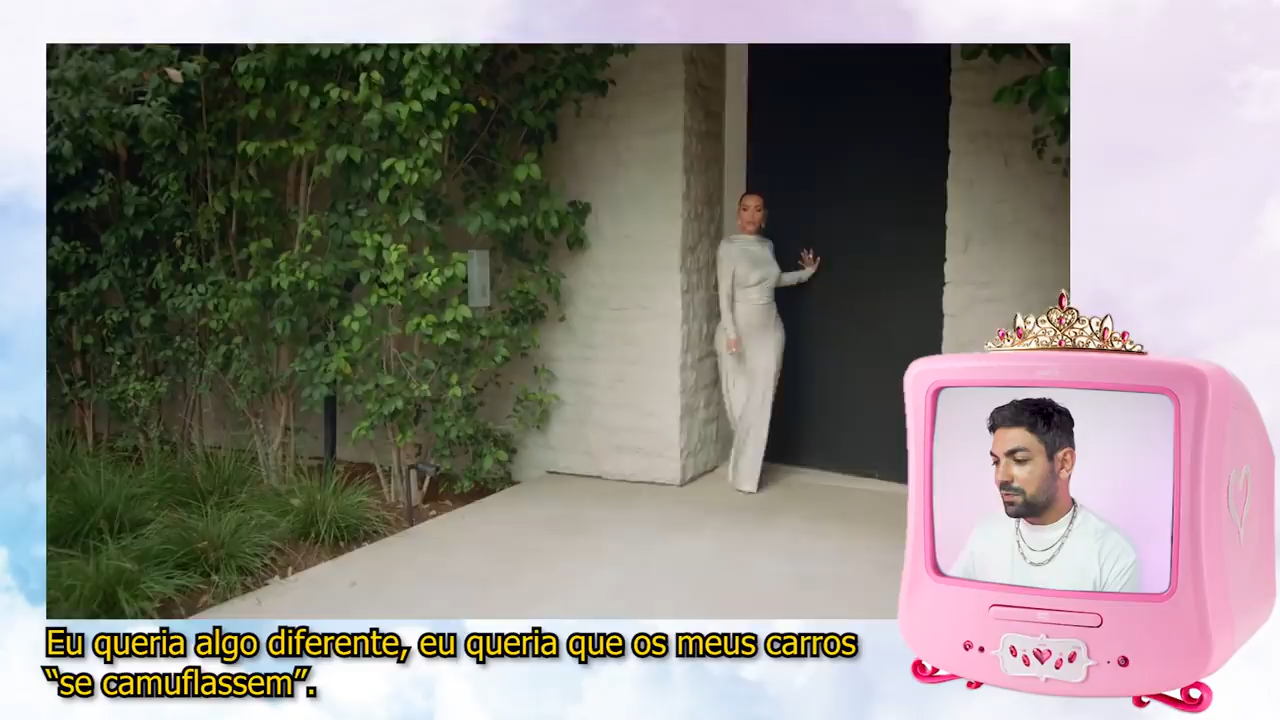 Eu queria algo diferente, eu queria que os meus carros
“se camuflassem”.